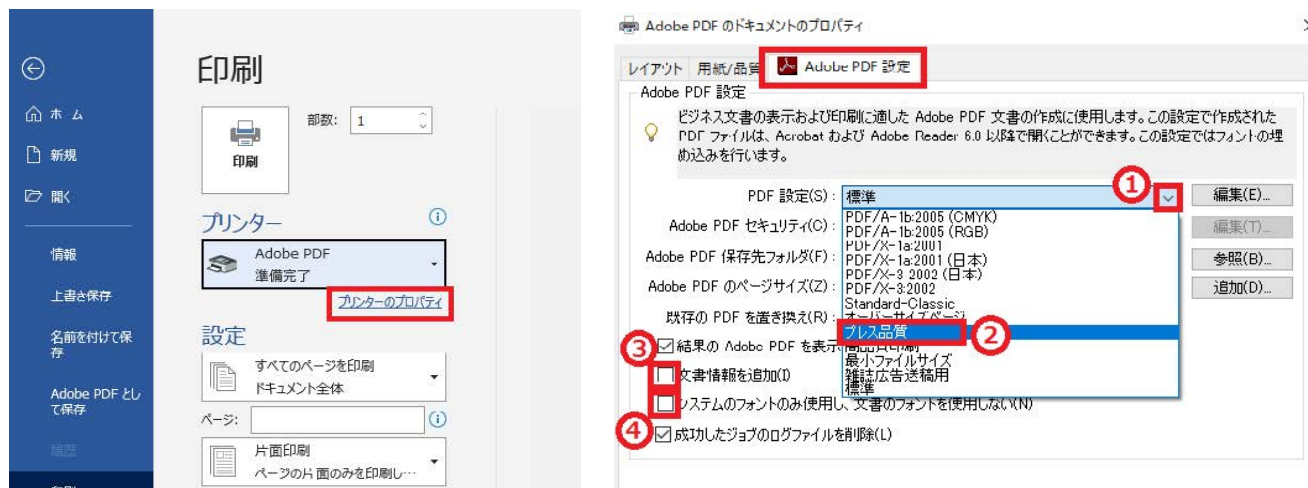 印刷
ホーム
新規
開く
情報
上書き保存
名前を付けて保
存
Adobe PDF とし
て保存
履歴
部数: 1
印刷
プリンター
Adobe PDF
準備完了
プリンターのプロパティ
設定
すべてのページを印刷
ドキュメント全体
ページ:
片面印刷
ページの片面のみを印刷し…
Adobe PDF のドキュメントのプロパティ
レイアウト 用紙/品質 Adobe PDF 設定
Adobe PDF 設定
ビジネス文書の表示および印刷に適した Adobe PDF 文書の作成に使用します。この設定で作成された
PDF ファイルは、Acrobat および Adobe Reader 6.0 以降で開くことができます。この設定ではフォントの埋
め込みを行います。
①
PDF 設定(S): 標準 編集(E)...
Adobe PDF セキュリティ(C): 編集(T)...
Adobe PDF 保存先フォルダ(F): 参照(B)...
Adobe PDF のページサイズ(Z): 追加(D)...
既存の PDF を置き換え(R):
PDF/A-1b:2005 (CMYK)
PDF/A-1b:2005 (RGB)
PDF/X-1a:2001
PDF/X-1a:2001 (日本)
PDF/X-3 2002 (日本)
PDF/X-3:2002
Standard-Classic
オーバーサイズページ
プレス品質 ②
高品質印刷
最小ファイルサイズ
雑誌広告送稿用
標準
③ 結果の Adobe PDF を表示
文書情報を追加(I)
システムのフォントのみ使用し、文書のフォントを使用しない(N)
④ 成功したジョブのログファイルを削除(L)